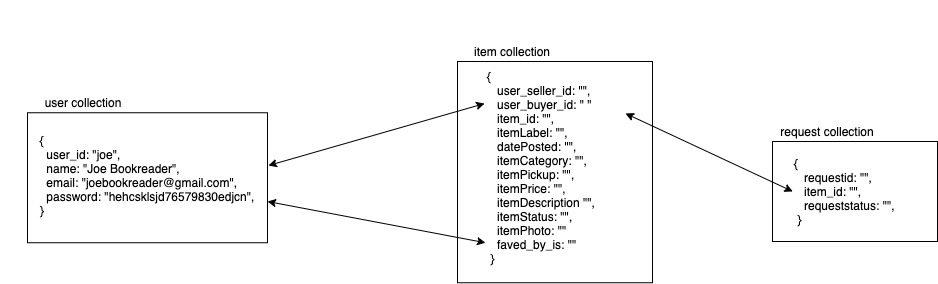 user collection
{
user_id: "joe",
name: "Joe Bookreader",
email: "joebookreader@gmail.com",
password: "hehcsklsjd76579830edjcn",
}
item collection
{
user_seller_id: "",
user_buyer_id: " "
item_id: "",
itemLabel: "",
datePosted: "",
itemCategory: "",
itemPickup: "",
itemPrice: "",
itemDescription "",
itemStatus: "",
itemPhoto: ""
faved_by_is: ""
}
request collection
{
requestid: "",
item_id: "",
requeststatus: "",
}